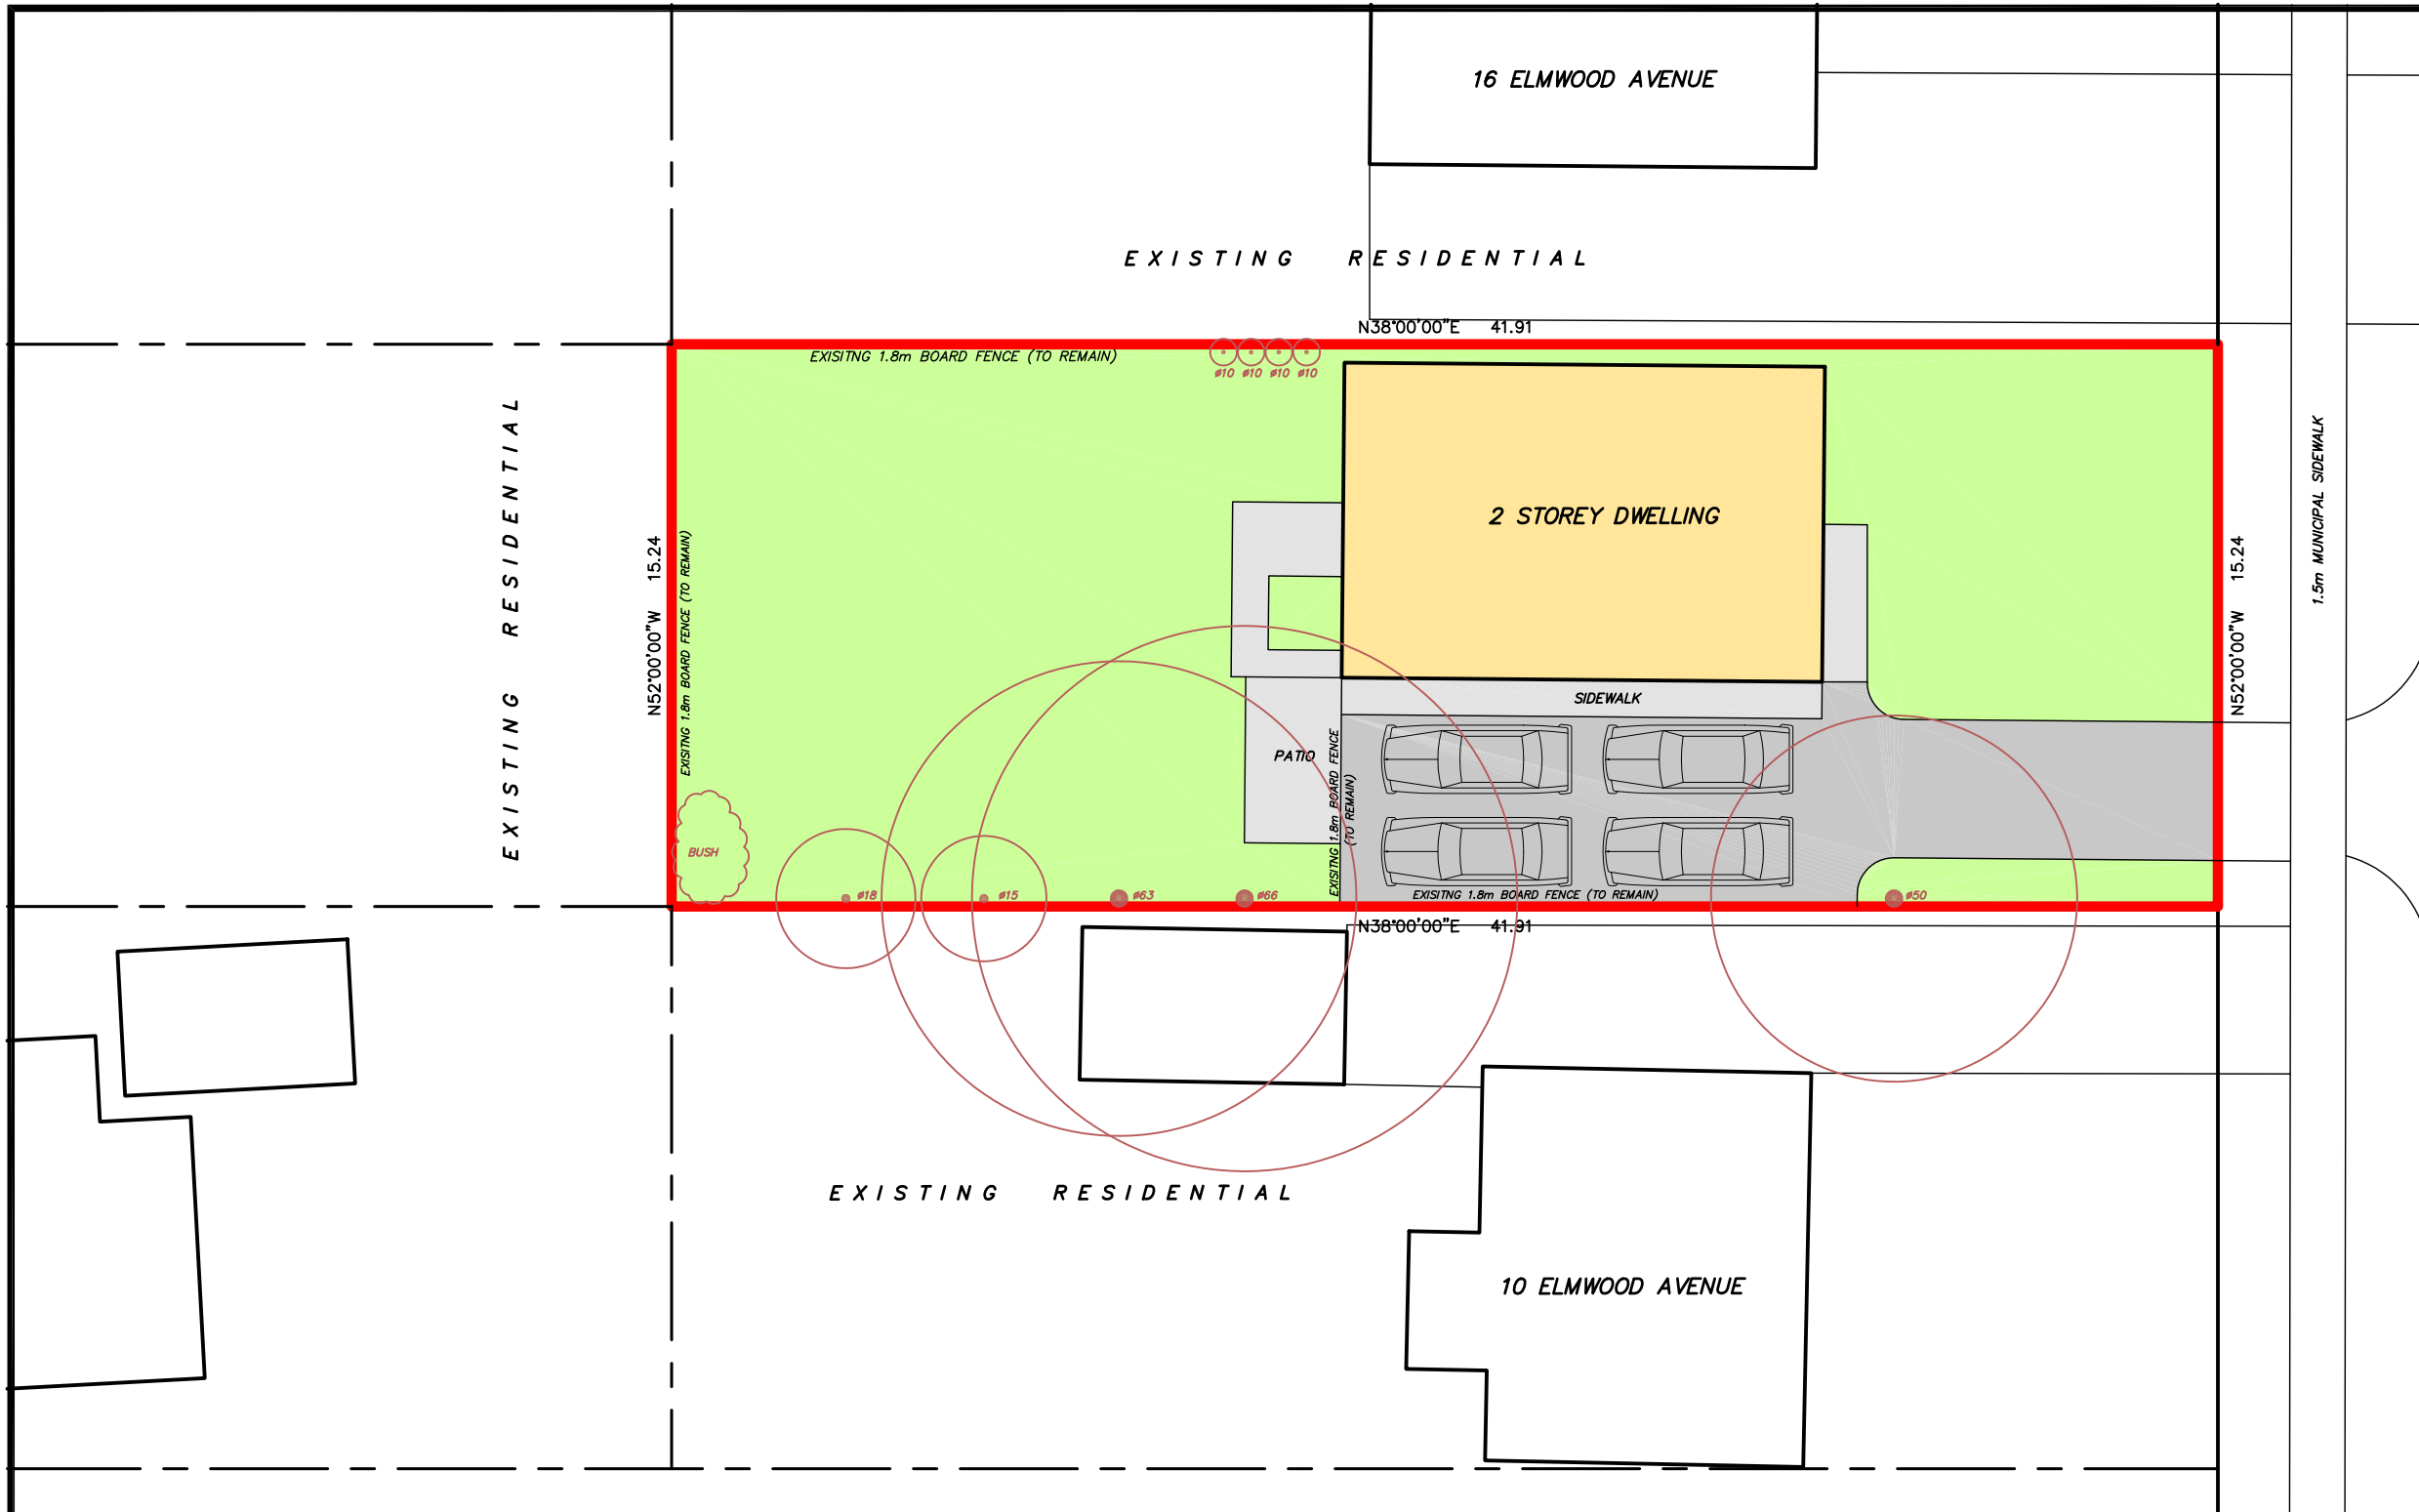 16 ELMWOOD AVENUE
EXISTING RESIDENTIAL
N38°00'00"E 41.91
EXISITNG 1.8m BOARD FENCE (TO REMAIN)
ø10 ø10 ø10 ø10
EXISTING RESIDENTIAL
N52°00'00"W 15.24
EXISITNG 1.8m BOARD FENCE (TO REMAIN)
2 STOREY DWELLING
SIDEWALK
PATIO
EXISITNG 1.8m BOARD FENCE
(TO REMAIN)
N52°00'00"W 15.24
1.5m MUNICIPAL SIDEWALK
BUSH
ø18
ø15
ø63
ø66
EXISITNG 1.8m BOARD FENCE (TO REMAIN)
ø50
N38°00'00"E 41.91
EXISTING RESIDENTIAL
10 ELMWOOD AVENUE